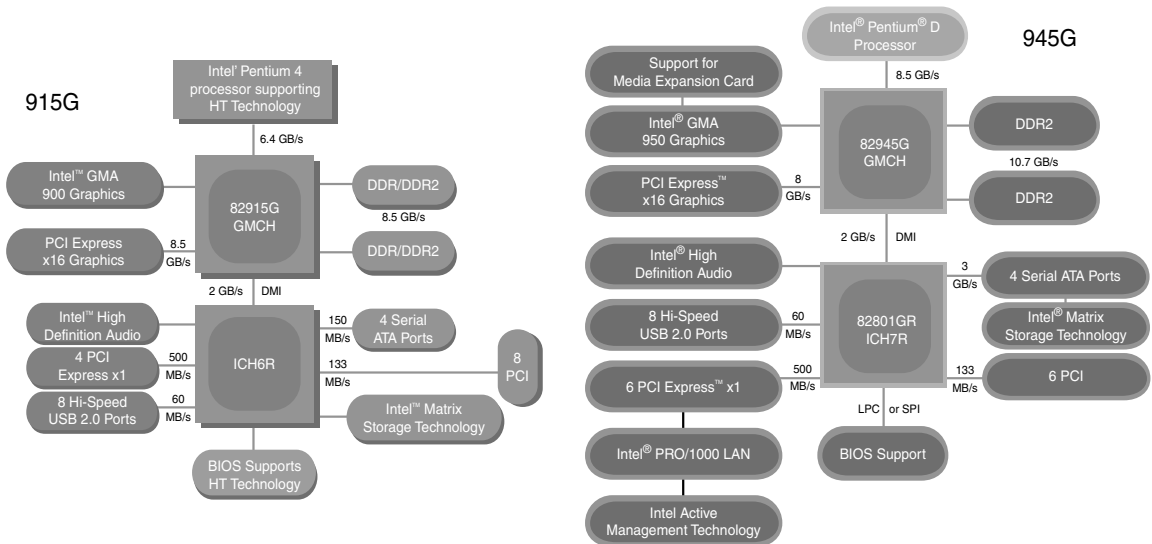 915G
Intel' Pentium 4
processor supporting
HT Technology
6.4 GB/s
Intel™ GMA
900 Graphics
82915G
GMCH
DDR/DDR2
8.5 GB/s
DDR/DDR2
PCI Express
x16 Graphics
8.5
GB/s
2 GB/s
DMI
Intel™ High
Definition Audio
4 PCI
Express x1
500
MB/s
8 Hi-Speed
USB 2.0 Ports
60
MB/s
ICH6R
150
MB/s
4 Serial
ATA Ports
133
MB/s
8
PCI
Intel™ Matrix
Storage Technology
BIOS Supports
HT Technology
945G
Intel® Pentium® D
Processor
8.5 GB/s
Support for
Media Expansion Card
Intel® GMA
950 Graphics
82945G
GMCH
DDR2
10.7 GB/s
DDR2
PCI Express™
x16 Graphics
8
GB/s
2 GB/s
DMI
Intel® High
Definition Audio
8 Hi-Speed
USB 2.0 Ports
60
MB/s
82801GR
ICH7R
3
GB/s
4 Serial ATA Ports
Intel® Matrix
Storage Technology
6 PCI Express™ x1
500
MB/s
133
MB/s
6 PCI
LPC
or SPI
BIOS Support
Intel® PRO/1000 LAN
Intel Active
Management Technology